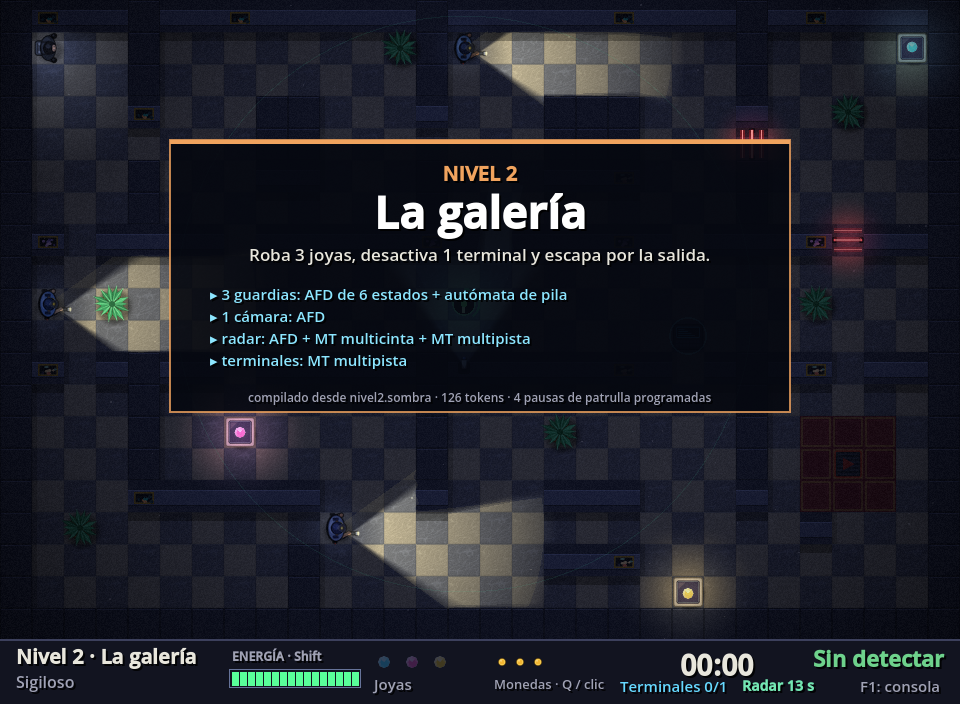 NIVEL 2
La galería
Roba 3 joyas, desactiva 1 terminal y escapa por la salida.
▸ 3 guardias: AFD de 6 estados + autómata de pila
▸ 1 cámara: AFD
▸ radar: AFD + MT multicinta + MT multipista
▸ terminales: MT multipista
compilado desde nivel2.sombra · 126 tokens · 4 pausas de patrulla programadas
Nivel 2 · La galería
Sigiloso
ENERGÍA · Shift
Joyas
Monedas · Q / clic
00:00
Terminales 0/1
Radar 13 s
Sin detectar
F1: consola